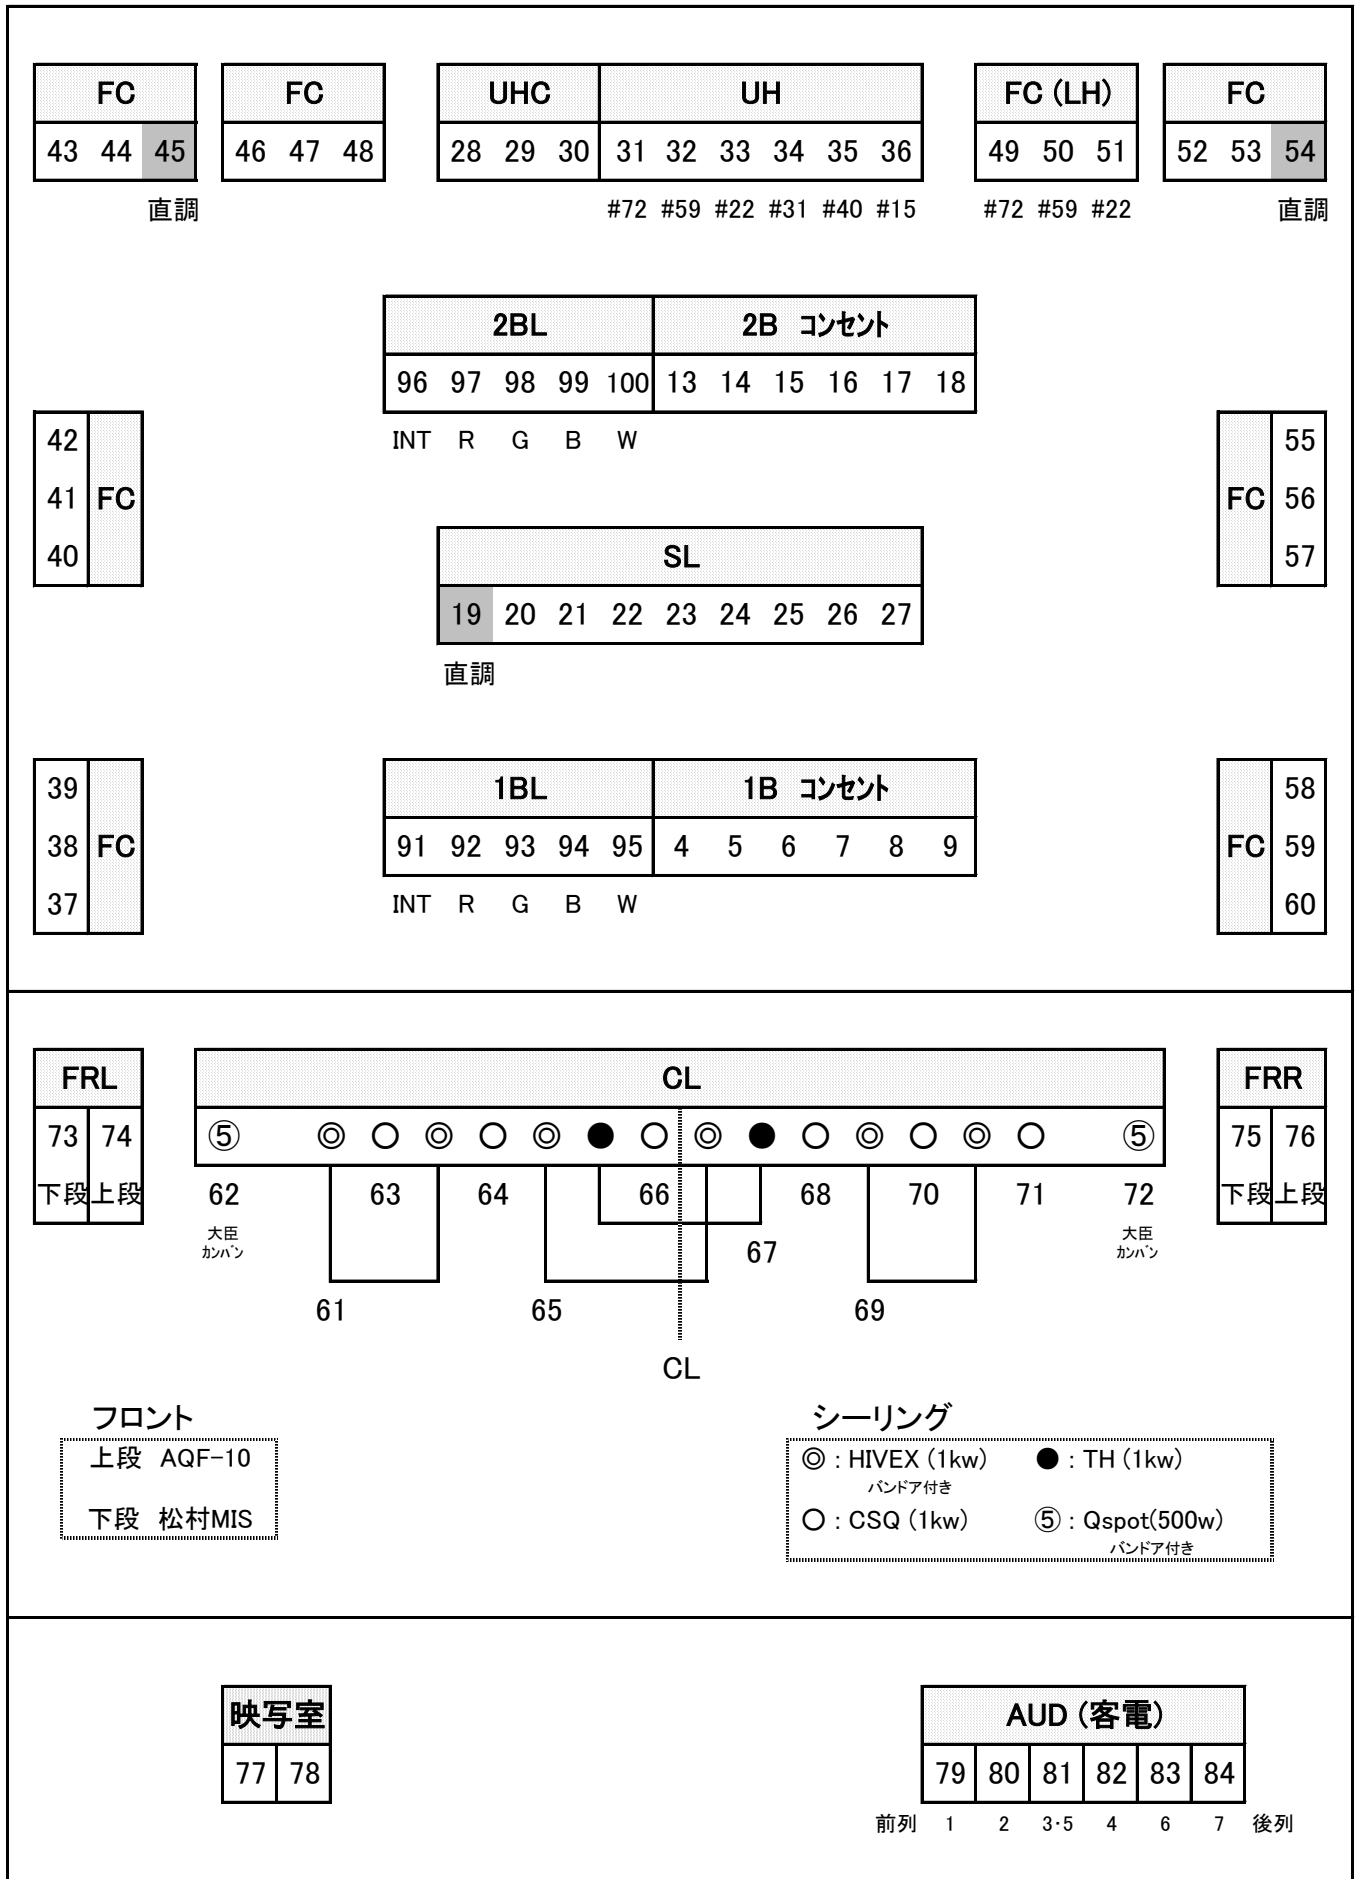 FC FC UHC UH FC (LH) FC
43 44 45 46 47 48 28 29 30 31 32 33 34 35 36 49 50 51 52 53 54
直調 #72 #59 #22 #31 #40 #15 #72 #59 #22 直調
2BL 2B コンセント
96 97 98 99 100 13 14 15 16 17 18
INT R G B W
42 55
41 FC FC 56
40 57
SL
19 20 21 22 23 24 25 26 27
直調
39 58
38 FC FC 59
37 60
1BL 1B コンセント
91 92 93 94 95 4 5 6 7 8 9
INT R G B W
FRL CL FRR
73 74 ⑤ ◎ ○ ◎ ○ ◎ ● ○ ◎ ● ○ ◎ ○ ◎ ○ ⑤ 75 76
下段 上段 62 63 64 66 68 70 71 72 下段 上段
大臣 大臣
カンバン 67 カンバン
61 65 69
CL
フロント
上段 AQF-10
下段 松村MIS
シーリング
◎ : HIVEX (1kw) ● : TH (1kw)
バンドア付き
○ : CSQ (1kw) ⑤ : Qspot(500w)
バンドア付き
映写室
77 78
AUD (客電)
79 80 81 82 83 84
前列 1 2 3・5 4 6 7 後列